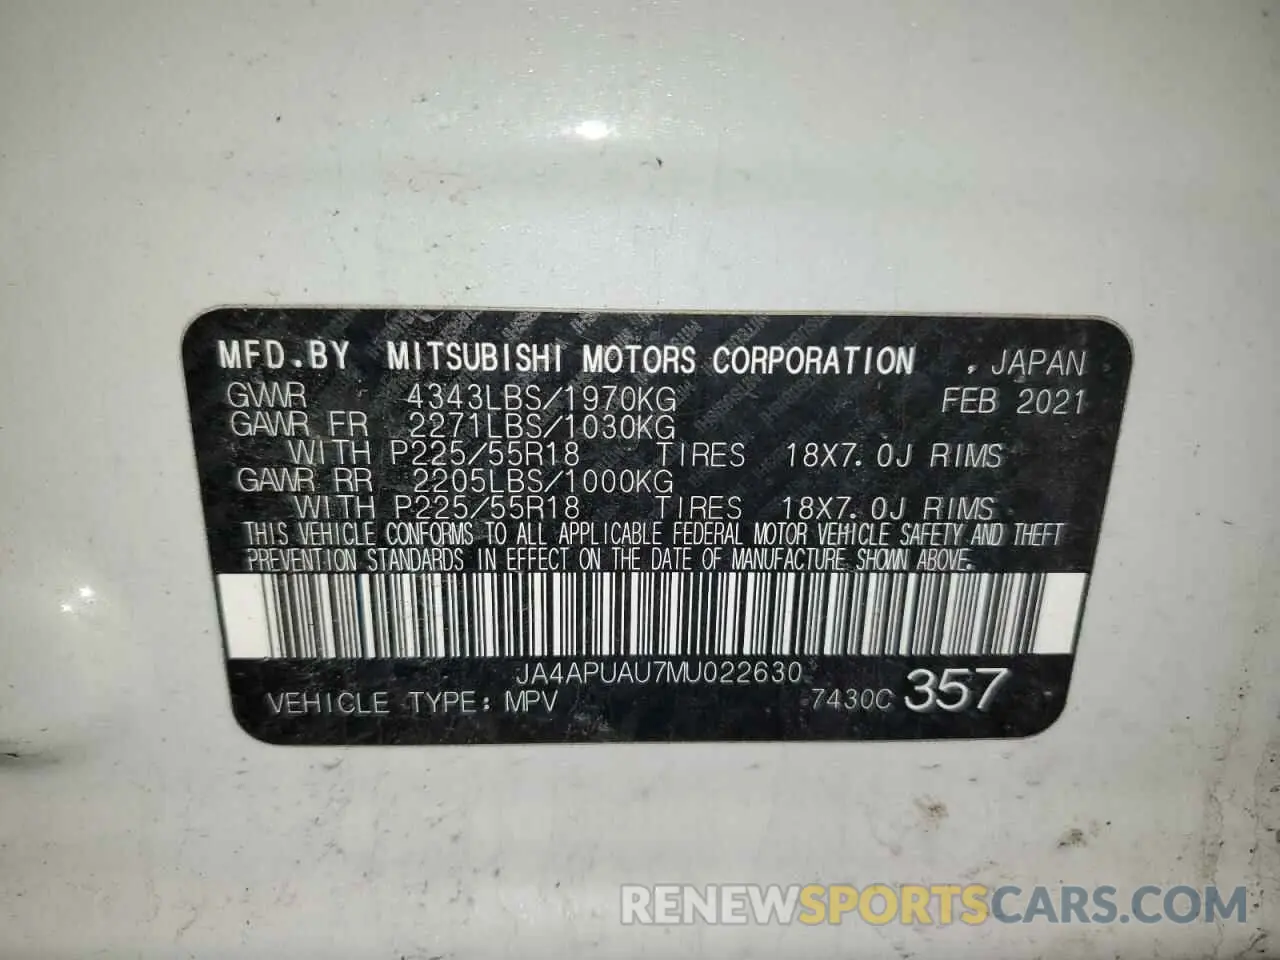 MFD.BY MITSUBISHI MOTORS CORPORATION , JAPAN
GVWR 4343LBS/1970KG FEB 2021
GAWR FR 2271LBS/1030KG
WITH P225/55R18 TIRES 18X7.0J RIMS
GAWR RR 2205LBS/1000KG
WITH P225/55R18 TIRES 18X7.0J RIMS
THIS VEHICLE CONFORMS TO ALL APPLICABLE FEDERAL MOTOR VEHICLE SAFETY AND THEFT
PREVENTION STANDARDS IN EFFECT ON THE DATE OF MANUFACTURE SHOWN ABOVE.
JA4APUAU7MU022630
VEHICLE TYPE: MPV 7430C 357
RENEWSPORTSCARS.COM